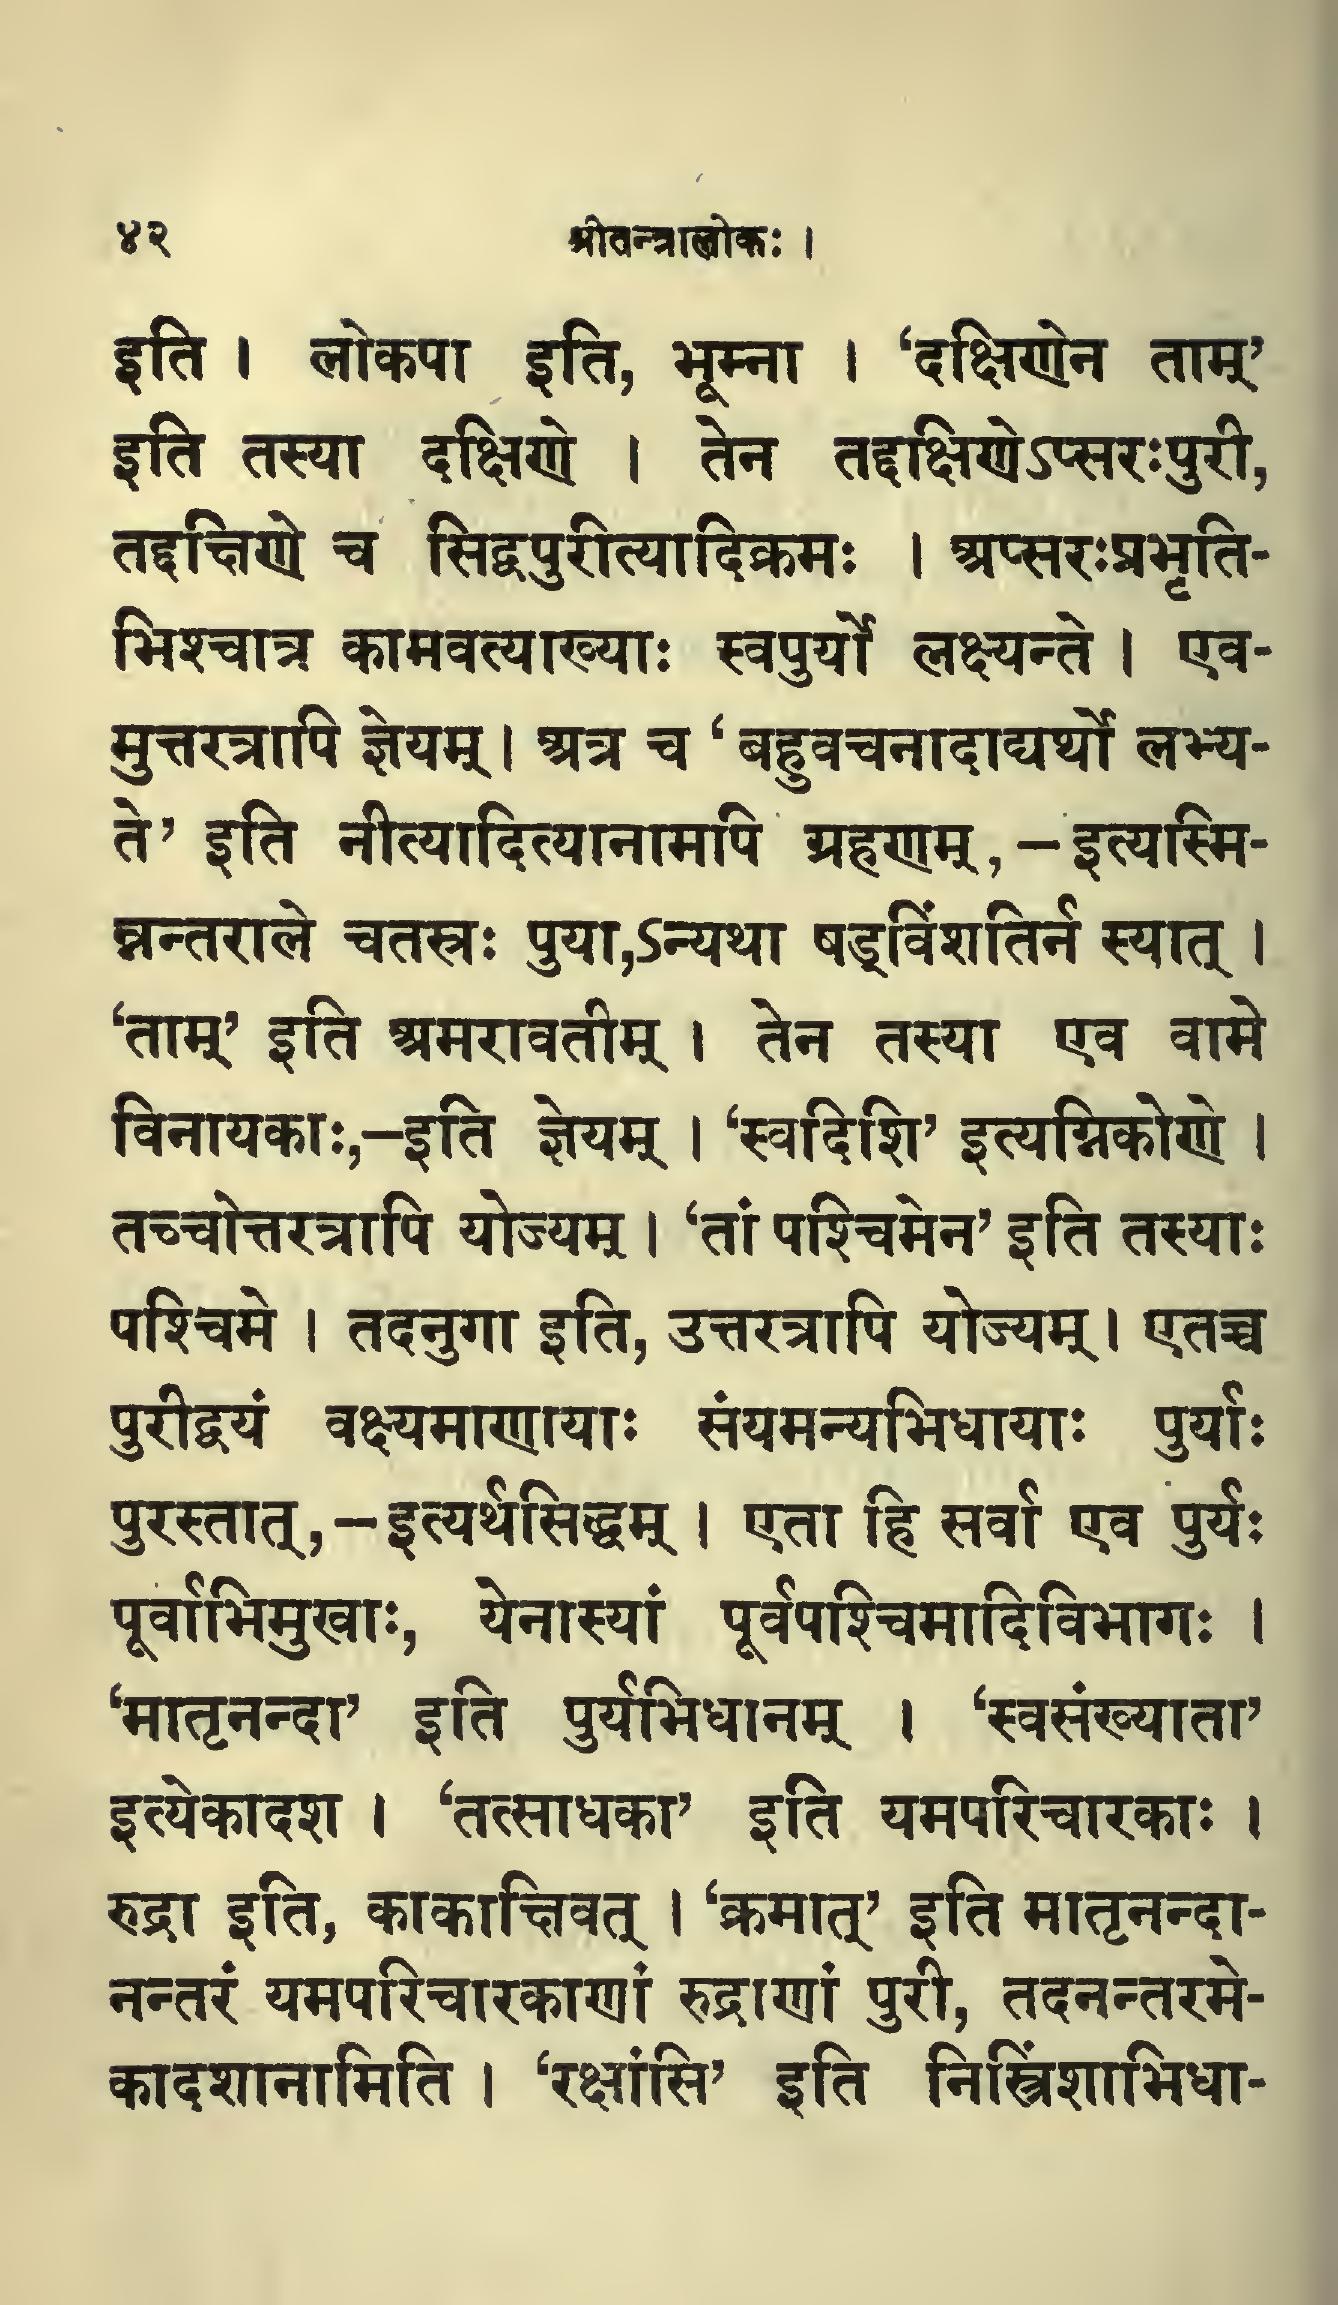 ४२ श्रीतन्त्रालोकः ।
इति । लोकपा इति, भूम्ना । ‘दक्षिणेन ताम्’
इति तस्या दक्षिणे । तेन तद्दक्षिणेऽप्सरःपुरी,
तद्दक्षिणे च सिद्धपुरीत्यादिक्रमः । अप्सरःप्रभृति-
भिश्चात्र कामवत्याख्याः स्वपुर्यो लक्ष्यन्ते । एव-
मुत्तरत्रापि ज्ञेयम् । अत्र च ‘बहुवचनादाद्यर्थो लभ्य-
ते’ इति नीत्यादित्यानामपि ग्रहणम्,–इत्यस्मि-
न्नन्तराले चतस्रः पुया,ऽन्यथा षड्विंशतिर्न स्यात् ।
‘ताम्’ इति अमरावतीम् । तेन तस्या एव वामे
विनायकाः,–इति ज्ञेयम् । ‘स्वदिशि’ इत्यग्निकोणे ।
तच्चोत्तरत्रापि योज्यम् । ‘तां पश्चिमेन’ इति तस्याः
पश्चिमे । तदनुगा इति, उत्तरत्रापि योज्यम् । एतच्च
पुरीद्वयं वक्ष्यमाणायाः संयमन्यभिधायाः पुर्याः
पुरस्तात्,–इत्यर्थसिद्धम् । एता हि सर्वा एव पुर्यः
पूर्वाभिमुखाः, येनास्यां पूर्वपश्चिमादिविभागः ।
‘मातृनन्दा’ इति पुर्यभिधानम् । ‘स्वसंख्याता’
इत्येकादश । ‘तत्साधका’ इति यमपरिचारकाः ।
रुद्रा इति, काकाक्षिवत् । ‘क्रमात्’ इति मातृनन्दा-
नन्तरं यमपरिचारकाणां रुद्राणां पुरी, तदनन्तरमे-
कादशानामिति । ‘रक्षांसि’ इति निस्त्रिंशाभिधा-